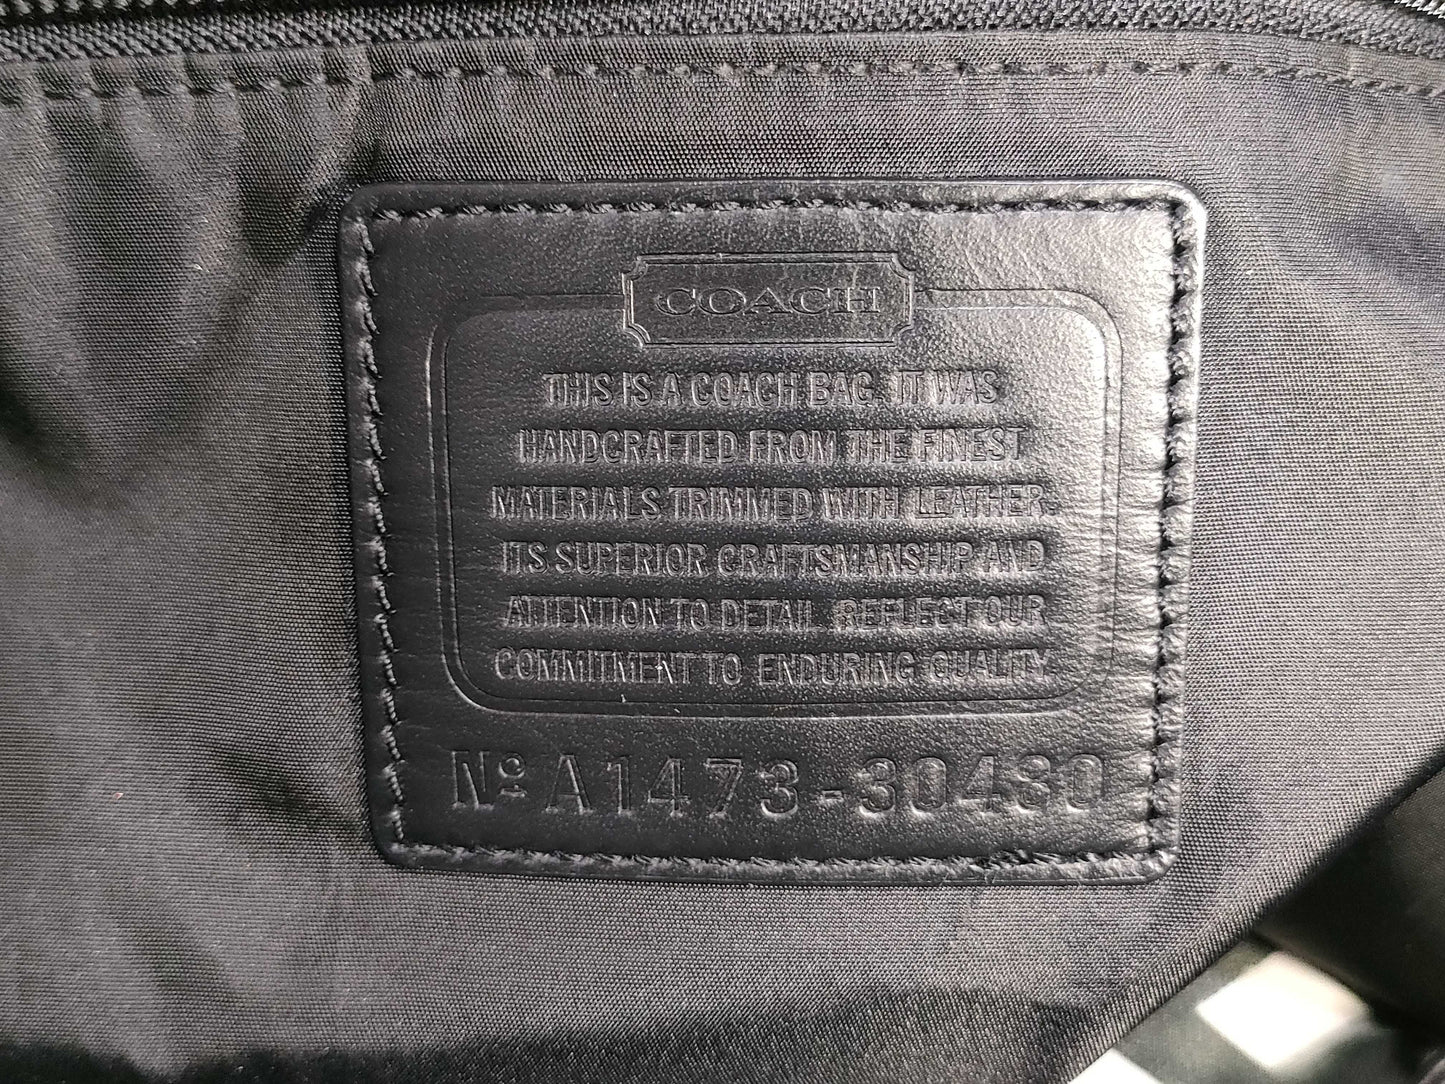 COACH
THIS IS A COACH BAG. IT WAS
HANDCRAFTED FROM THE FINEST
MATERIALS TRIMMED WITH LEATHER.
ITS SUPERIOR CRAFTSMANSHIP AND
ATTENTION TO DETAIL REFLECT OUR
COMMITMENT TO ENDURING QUALITY.
Nº A1473-30430